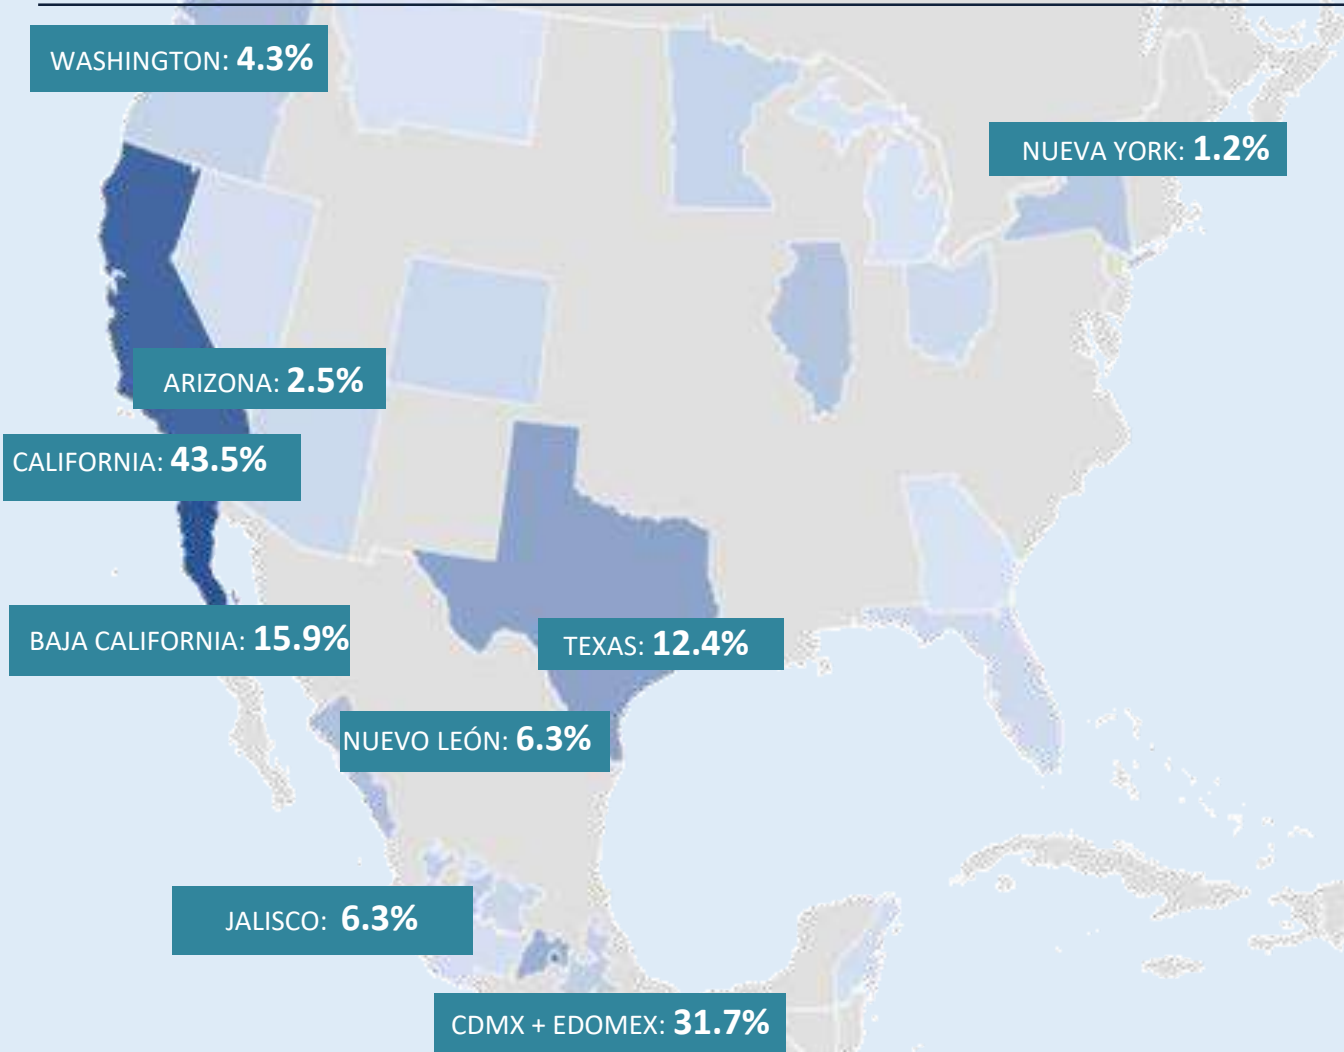 WASHINGTON: 4.3%
NUEVA YORK: 1.2%
ARIZONA: 2.5%
CALIFORNIA: 43.5%
BAJA CALIFORNIA: 15.9%
TEXAS: 12.4%
NUEVO LEÓN: 6.3%
JALISCO: 6.3%
CDMX + EDOMEX: 31.7%